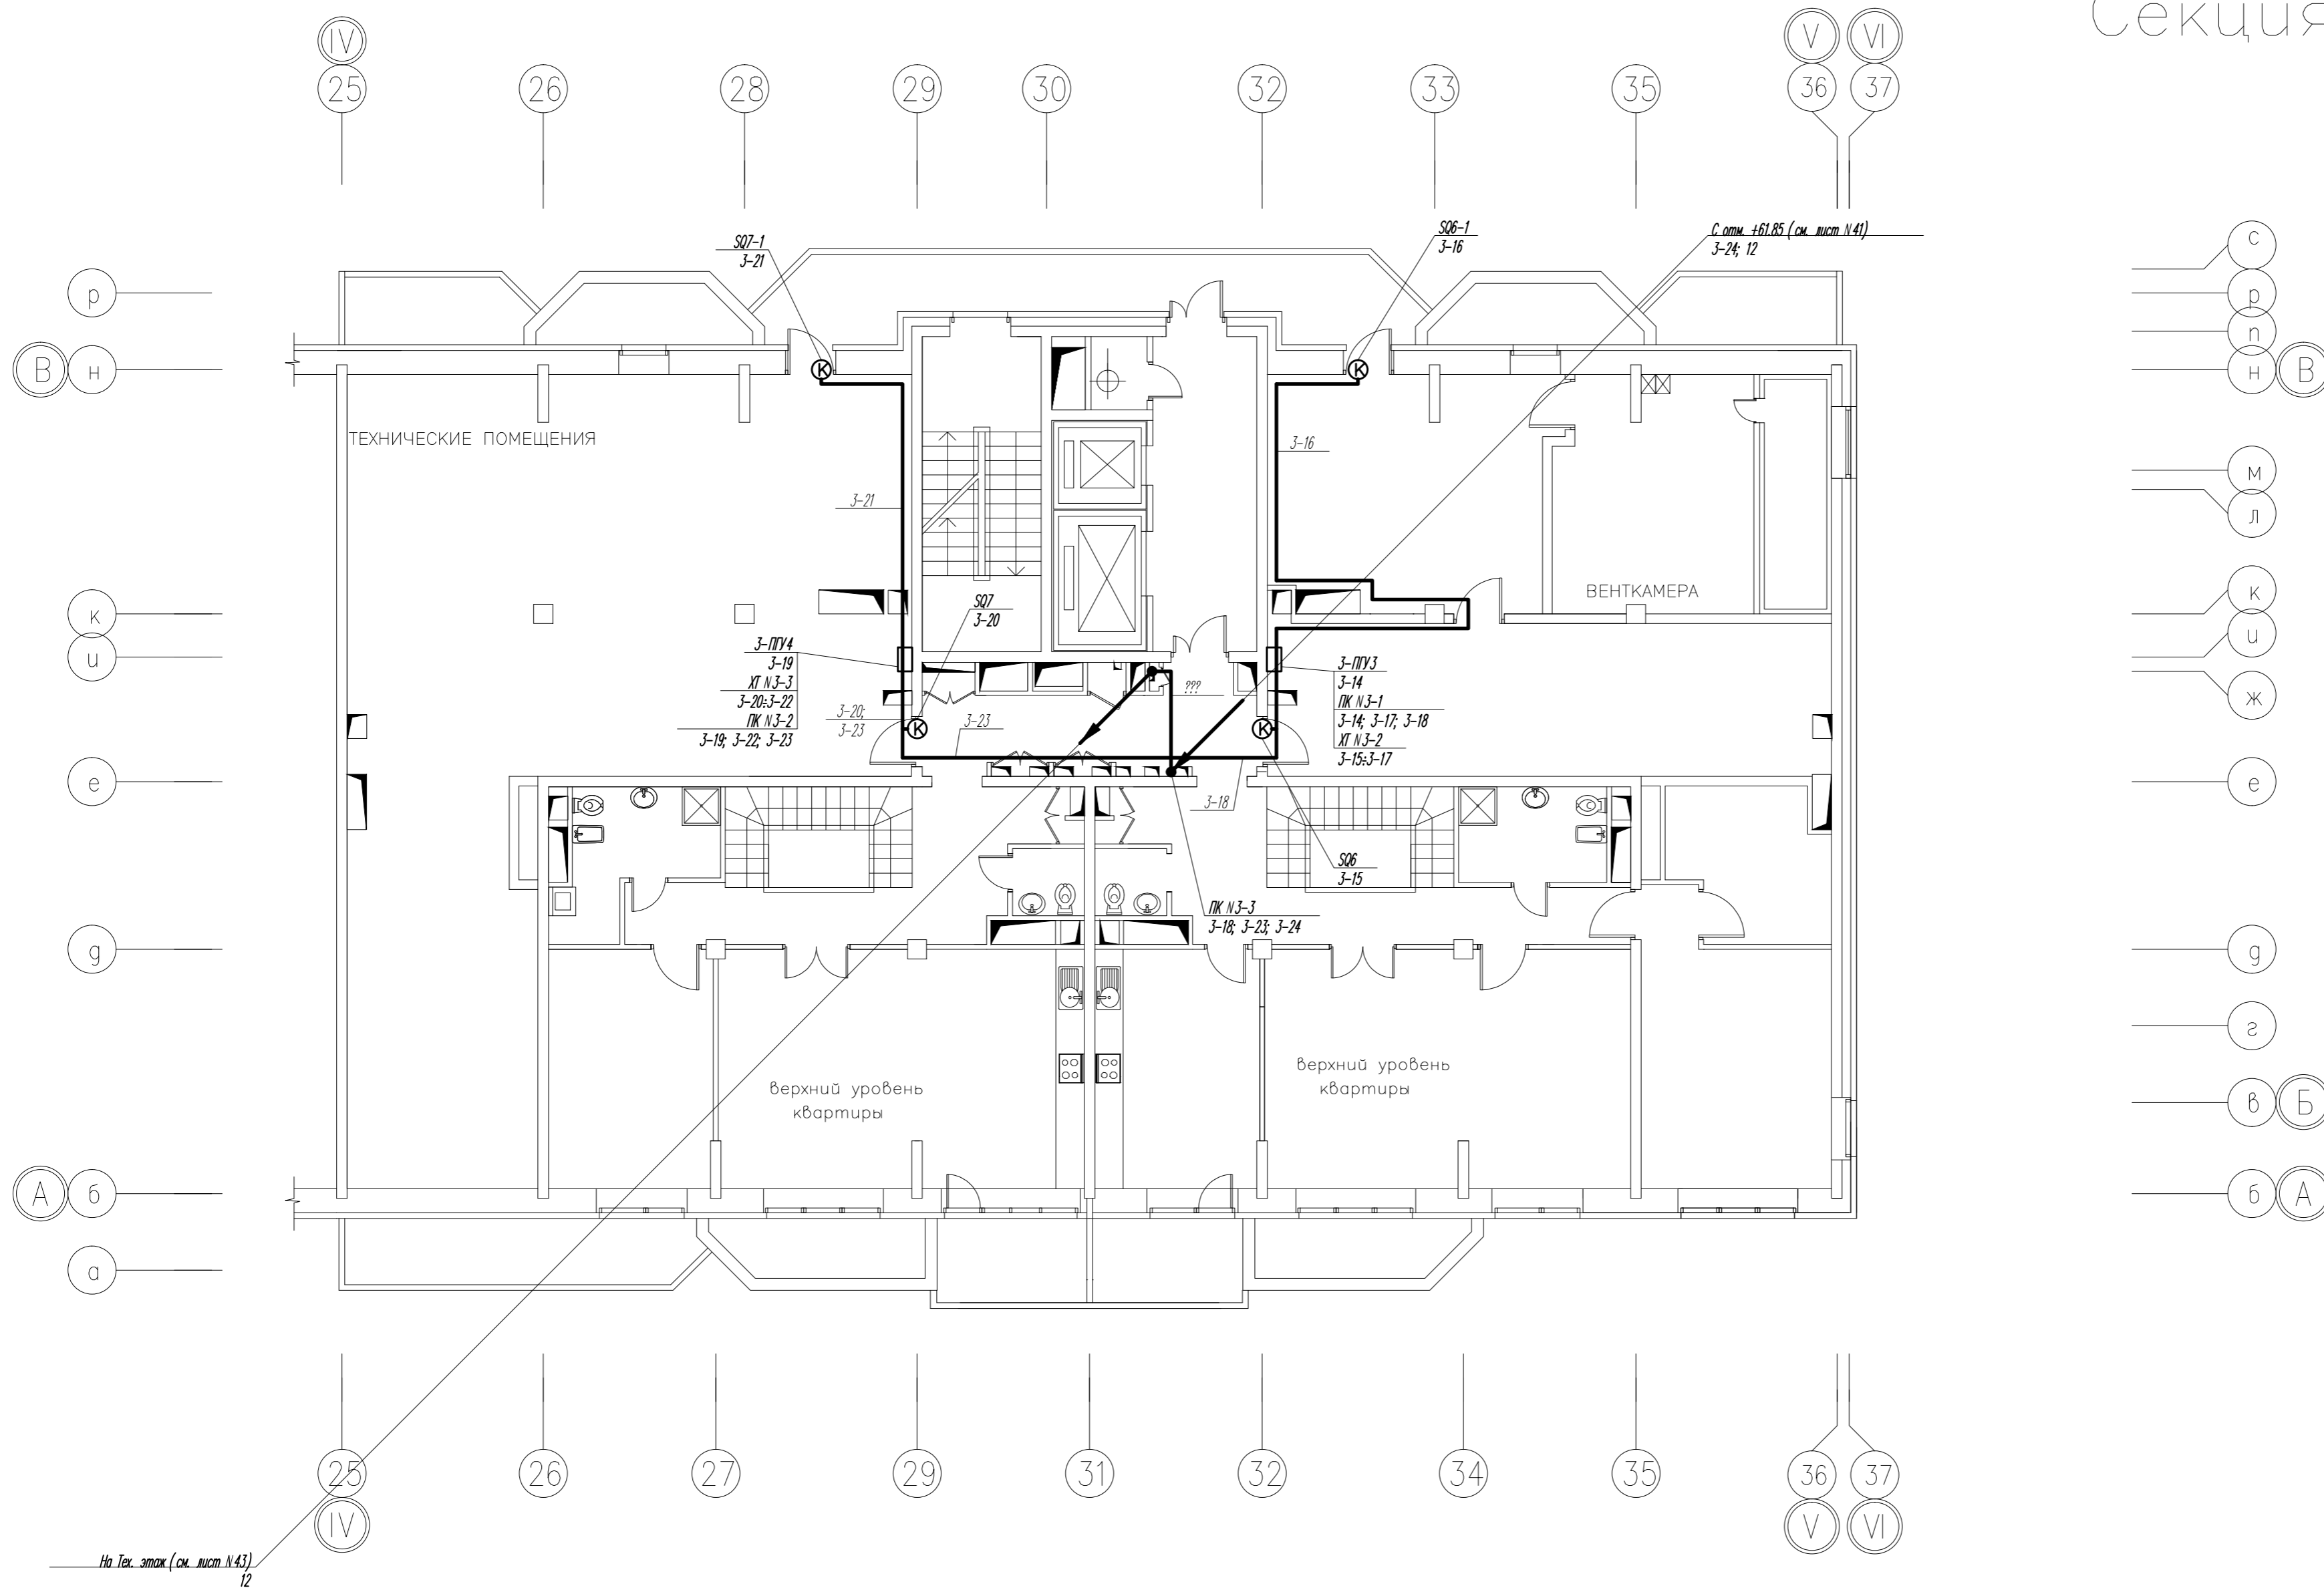 Секция
IV
V
VI
25
26
28
29
30
32
33
35
36
37
SQ7-1
3-21
SQ6-1
3-16
С отм. +61.85 (см. лист N41)
3-24; 12
р
В
н
с
р
п
н
В
ТЕХНИЧЕСКИЕ ПОМЕЩЕНИЯ
3-16
3-21
м
л
ВЕНТКАМЕРА
к
и
к
и
ж
SQ7
3-20
3-ПГУ4
3-19
ХТ N3-3
3-20÷3-22
ПК N3-2
3-19; 3-22; 3-23
3-20;
3-23
3-23
???
3-ПГУ3
3-14
ПК N3-1
3-14; 3-17; 3-18
ХТ N3-2
3-15÷3-17
К
К
К
К
е
е
3-18
SQ6
3-15
ПК N3-3
3-18; 3-23; 3-24
д
д
г
верхний уровень
квартиры
верхний уровень
квартиры
в
Б
А
б
б
А
а
25
26
27
29
31
32
34
35
36
37
IV
V
VI
На Тех. этаж (см. лист N43)
12